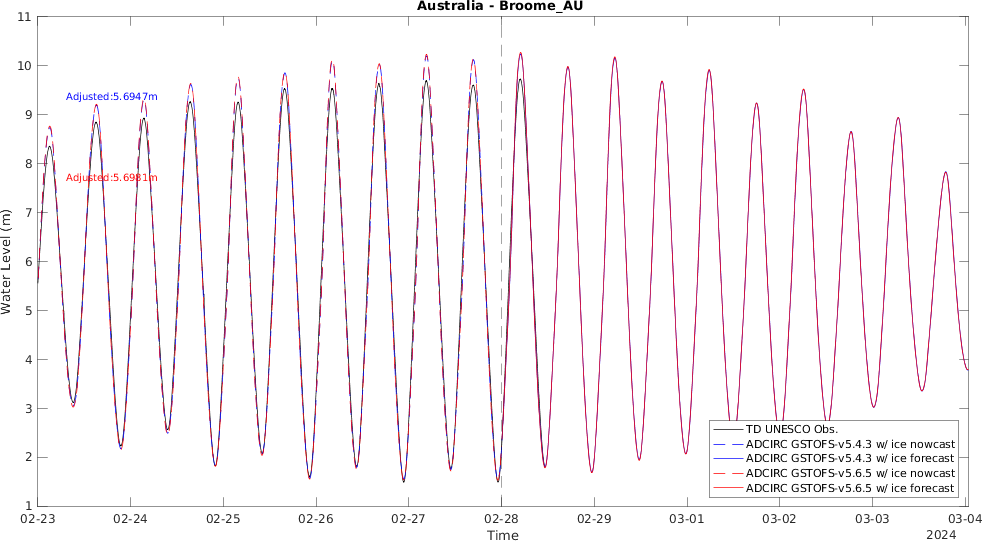 Australia - Broome_AU
11
10
9
8
7
6
5
4
3
2
1
Water Level (m)
Adjusted:5.6947m
Adjusted:5.6981m
TD UNESCO Obs.
ADCIRC GSTOFS-v5.4.3 w/ ice nowcast
ADCIRC GSTOFS-v5.4.3 w/ ice forecast
ADCIRC GSTOFS-v5.6.5 w/ ice nowcast
ADCIRC GSTOFS-v5.6.5 w/ ice forecast
02-23 02-24 02-25 02-26 02-27 02-28 02-29 03-01 03-02 03-03 03-04
Time
2024